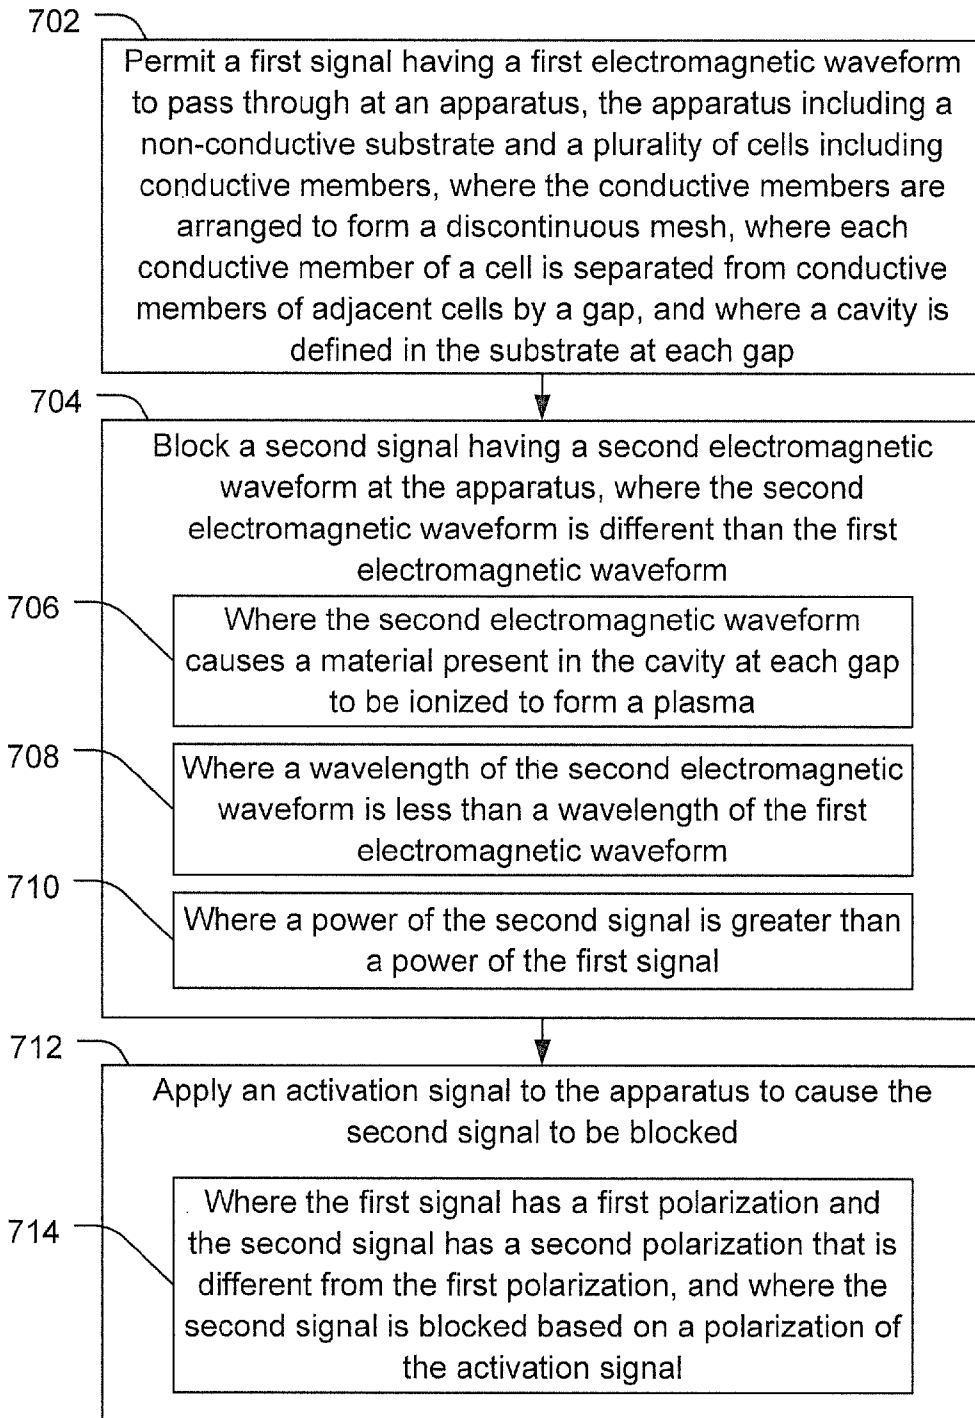 702
Permit a first signal having a first electromagnetic waveform
to pass through at an apparatus, the apparatus including a
non-conductive substrate and a plurality of cells including
conductive members, where the conductive members are
arranged to form a discontinuous mesh, where each
conductive member of a cell is separated from conductive
members of adjacent cells by a gap, and where a cavity is
defined in the substrate at each gap
704
Block a second signal having a second electromagnetic
waveform at the apparatus, where the second
electromagnetic waveform is different than the first
electromagnetic waveform
706
Where the second electromagnetic waveform
causes a material present in the cavity at each gap
to be ionized to form a plasma
708
Where a wavelength of the second electromagnetic
waveform is less than a wavelength of the first
electromagnetic waveform
710
Where a power of the second signal is greater than
a power of the first signal
712
Apply an activation signal to the apparatus to cause the
second signal to be blocked
714
Where the first signal has a first polarization and
the second signal has a second polarization that is
different from the first polarization, and where the
second signal is blocked based on a polarization of
the activation signal